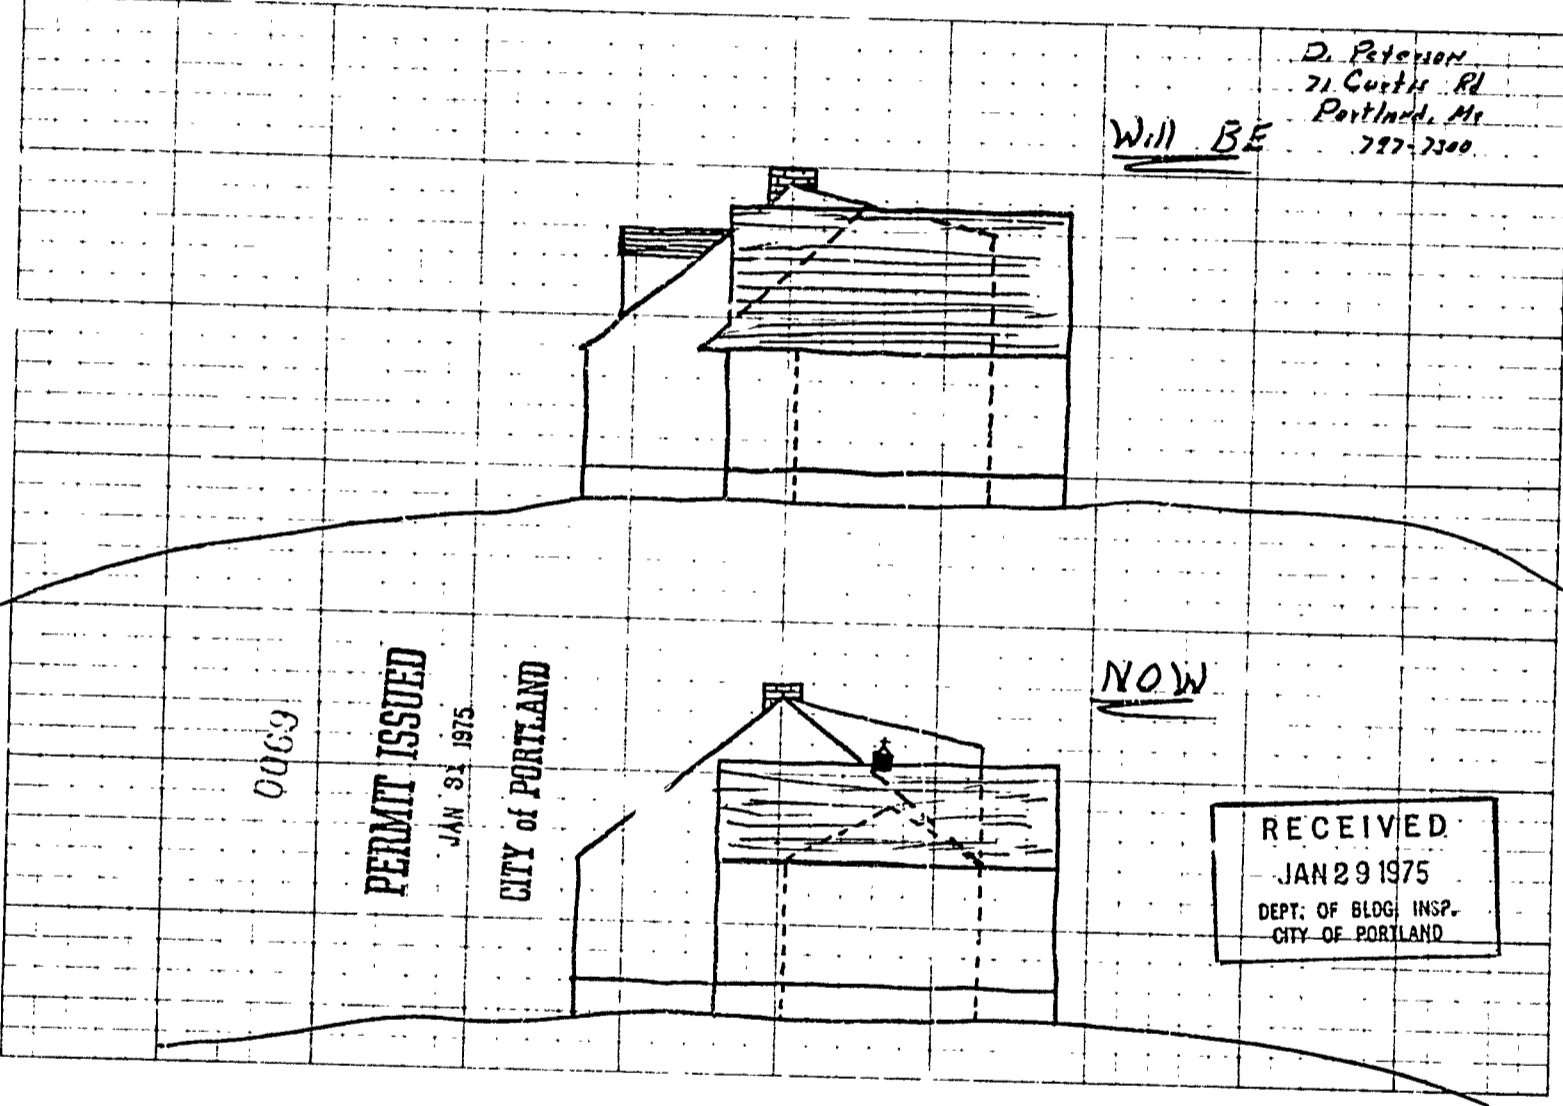 D. Peterson
71 Curtis Rd
Portland, Me
797-7300
Will BE
NOW
0069
PERMIT ISSUED
JAN 31 1975
CITY of PORTLAND
RECEIVED
JAN 29 1975
DEPT. OF BLDG. INSP.
CITY OF PORTLAND